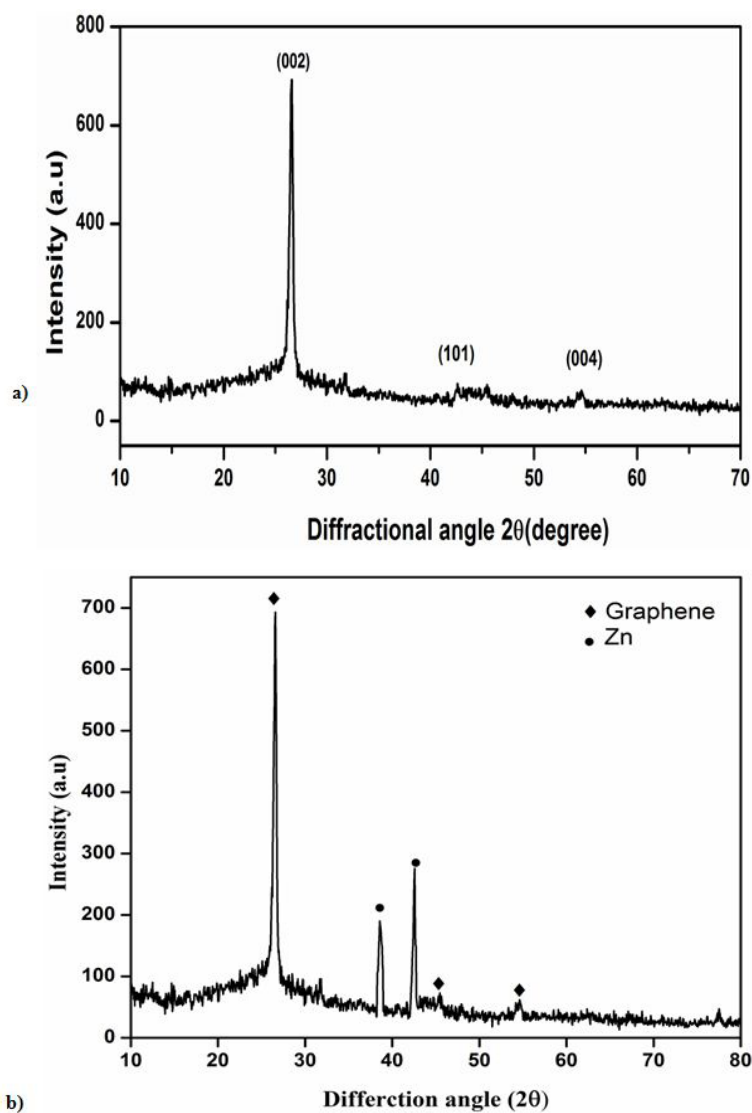 800
(002)
600
400
200
(101)
(004)
0
Intensity (a.u)
a)
10 20 30 40 50 60 70
Diffractional angle 2θ(degree)
700
Graphene
Zn
600
500
400
300
200
100
0
Intensity (a.u)
10 20 30 40 50 60 70 80
b)
Differction angle (2θ)